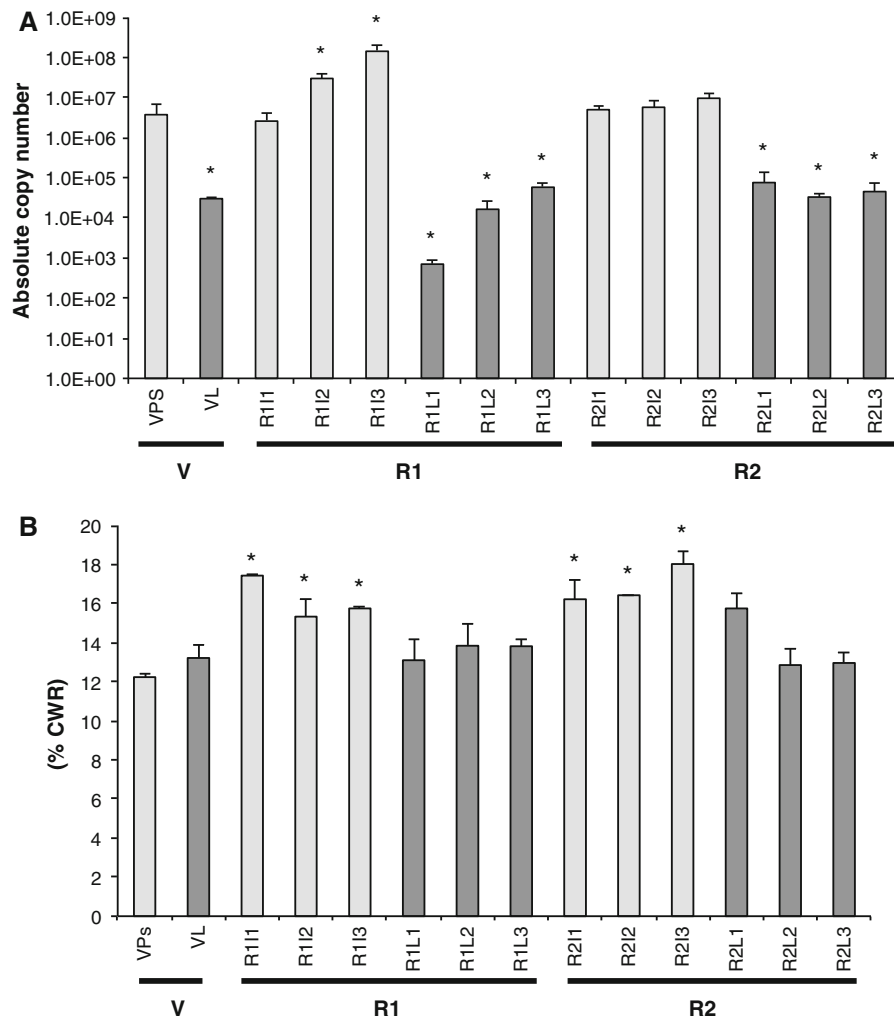 A
Absolute copy number
1.0E+09
1.0E+08
1.0E+07
1.0E+06
1.0E+05
1.0E+04
1.0E+03
1.0E+02
1.0E+01
1.0E+00
* * * * * * * * * *
VPS VL R1I1 R1I2 R1I3 R1L1 R1L2 R1L3 R2I1 R2I2 R2I3 R2L1 R2L2 R2L3
V R1 R2
B
(% CWR)
20
18
16
14
12
10
8
6
4
2
0
* * * * * *
VPs VL R1I1 R1I2 R1I3 R1L1 R1L2 R1L3 R2I1 R2I2 R2I3 R2L1 R2L2 R2L3
V R1 R2